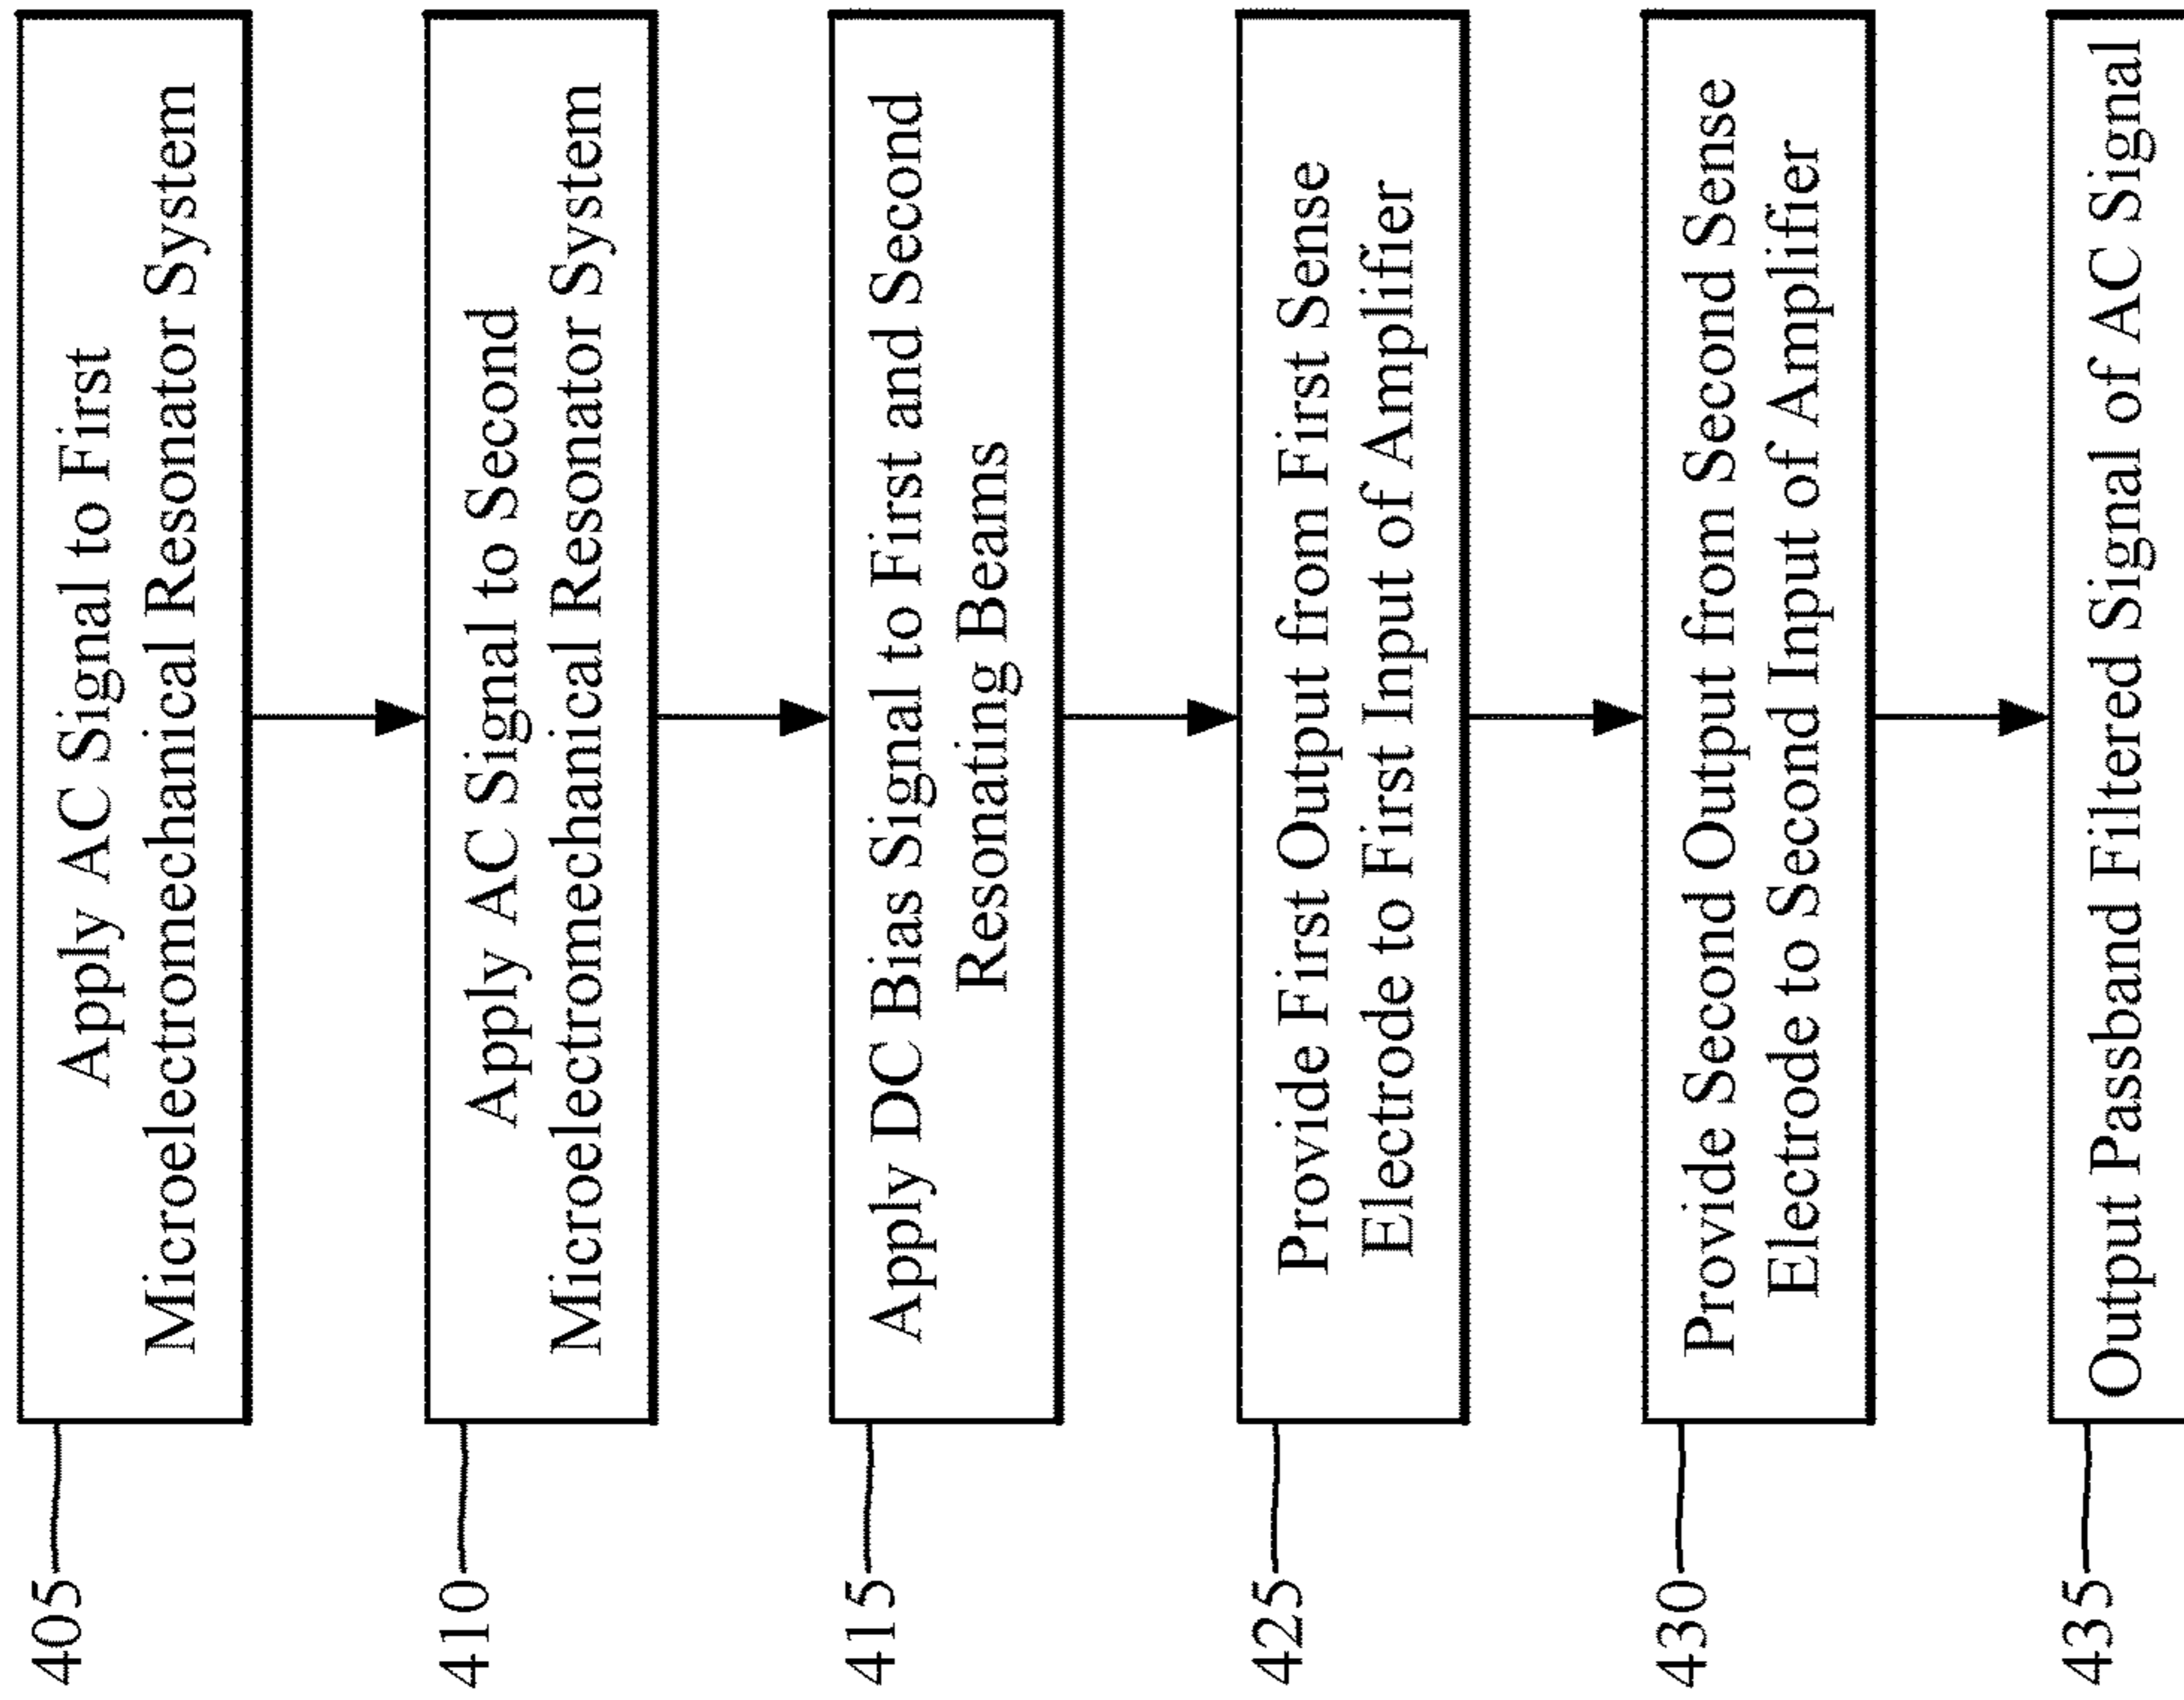 405
Apply AC Signal to First
Microelectromechanical Resonator System
410
Apply AC Signal to Second
Microelectromechanical Resonator System
415
Apply DC Bias Signal to First and Second
Resonating Beams
425
Provide First Output from First Sense
Electrode to First Input of Amplifier
430
Provide Second Output from Second Sense
Electrode to Second Input of Amplifier
435
Output Passband Filtered Signal of AC Signal